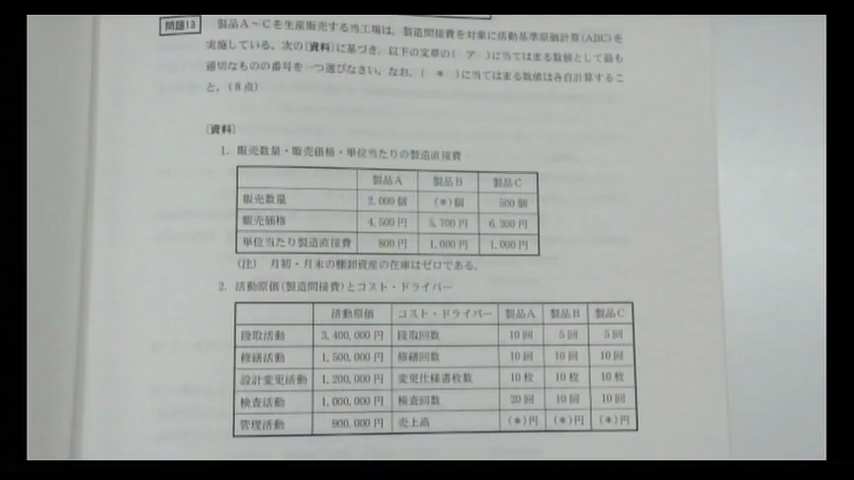 問題13 製品A～Cを生産販売する当工場は、製造間接費を対象に活動基準原価計算(ABC)を
実施している。次の[資料]に基づき、以下の文章の( ア )に当てはまる数値として最も
適切なものの番号を一つ選びなさい。なお、( * )に当てはまる数値は各自計算するこ
と。(8点)
[資料]
1. 販売数量・販売価格・単位当たりの製造直接費
製品A 製品B 製品C
販売数量 2,000個 (*)個 500個
販売価格 4,500円 5,700円 6,300円
単位当たり製造直接費 800円 1,000円 1,000円
(注) 月初・月末の棚卸資産の在庫はゼロである。
2. 活動原価(製造間接費)とコスト・ドライバー
活動原価 コスト・ドライバー 製品A 製品B 製品C
段取活動 3,400,000円 段取回数 10回 5回 5回
修繕活動 1,500,000円 修繕回数 10回 10回 10回
設計変更活動 1,200,000円 変更仕様書枚数 10枚 10枚 10枚
検査活動 1,000,000円 検査回数 20回 10回 10回
管理活動 900,000円 売上高 (*)円 (*)円 (*)円